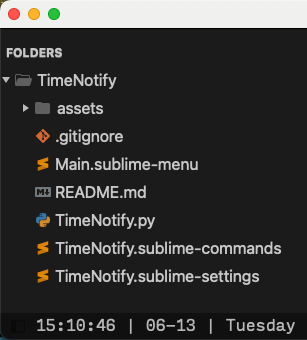 FOLDERS
TimeNotify
assets
.gitignore
Main.sublime-menu
README.md
TimeNotify.py
TimeNotify.sublime-commands
TimeNotify.sublime-settings
15:10:46 | 06-13 | Tuesday